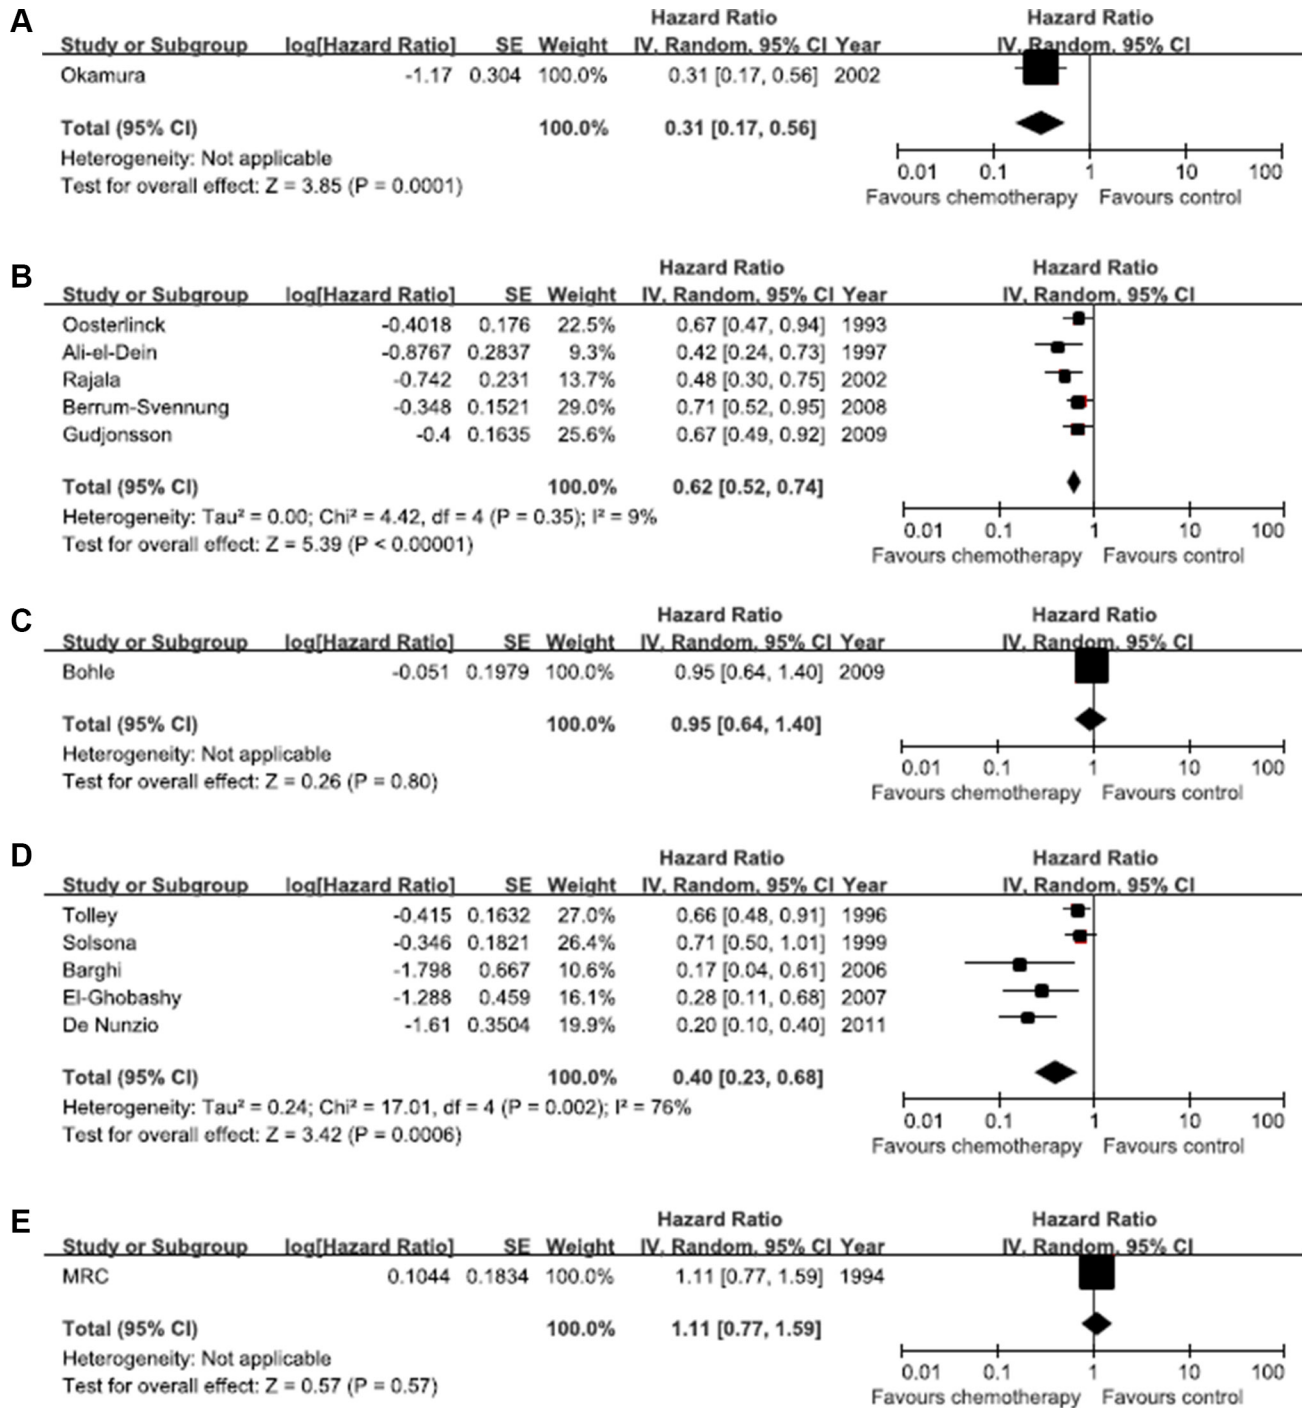 A
Hazard Ratio Hazard Ratio
Study or Subgroup log[Hazard Ratio] SE Weight IV, Random, 95% CI Year IV, Random, 95% CI
Okamura -1.17 0.304 100.0% 0.31 [0.17, 0.56] 2002
Total (95% CI) 100.0% 0.31 [0.17, 0.56]
Heterogeneity: Not applicable
Test for overall effect: Z = 3.85 (P = 0.0001)
0.01 0.1 1 10 100
Favours chemotherapy Favours control
B
Hazard Ratio Hazard Ratio
Study or Subgroup log[Hazard Ratio] SE Weight IV, Random, 95% CI Year IV, Random, 95% CI
Oosterlinck -0.4018 0.176 22.5% 0.67 [0.47, 0.94] 1993
Ali-el-Dein -0.8767 0.2837 9.3% 0.42 [0.24, 0.73] 1997
Rajala -0.742 0.231 13.7% 0.48 [0.30, 0.75] 2002
Berrum-Svennung -0.348 0.1521 29.0% 0.71 [0.52, 0.95] 2008
Gudjonsson -0.4 0.1635 25.6% 0.67 [0.49, 0.92] 2009
Total (95% CI) 100.0% 0.62 [0.52, 0.74]
Heterogeneity: Tau² = 0.00; Chi² = 4.42, df = 4 (P = 0.35); I² = 9%
Test for overall effect: Z = 5.39 (P < 0.00001)
0.01 0.1 1 10 100
Favours chemotherapy Favours control
C
Hazard Ratio Hazard Ratio
Study or Subgroup log[Hazard Ratio] SE Weight IV, Random, 95% CI Year IV, Random, 95% CI
Bohle -0.051 0.1979 100.0% 0.95 [0.64, 1.40] 2009
Total (95% CI) 100.0% 0.95 [0.64, 1.40]
Heterogeneity: Not applicable
Test for overall effect: Z = 0.26 (P = 0.80)
0.01 0.1 1 10 100
Favours chemotherapy Favours control
D
Hazard Ratio Hazard Ratio
Study or Subgroup log[Hazard Ratio] SE Weight IV, Random, 95% CI Year IV, Random, 95% CI
Tolley -0.415 0.1632 27.0% 0.66 [0.48, 0.91] 1996
Solsona -0.346 0.1821 26.4% 0.71 [0.50, 1.01] 1999
Barghi -1.798 0.667 10.6% 0.17 [0.04, 0.61] 2006
El-Ghobashy -1.288 0.459 16.1% 0.28 [0.11, 0.68] 2007
De Nunzio -1.61 0.3504 19.9% 0.20 [0.10, 0.40] 2011
Total (95% CI) 100.0% 0.40 [0.23, 0.68]
Heterogeneity: Tau² = 0.24; Chi² = 17.01, df = 4 (P = 0.002); I² = 76%
Test for overall effect: Z = 3.42 (P = 0.0006)
0.01 0.1 1 10 100
Favours chemotherapy Favours control
E
Hazard Ratio Hazard Ratio
Study or Subgroup log[Hazard Ratio] SE Weight IV, Random, 95% CI Year IV, Random, 95% CI
MRC 0.1044 0.1834 100.0% 1.11 [0.77, 1.59] 1994
Total (95% CI) 100.0% 1.11 [0.77, 1.59]
Heterogeneity: Not applicable
Test for overall effect: Z = 0.57 (P = 0.57)
0.01 0.1 1 10 100
Favours chemotherapy Favours control